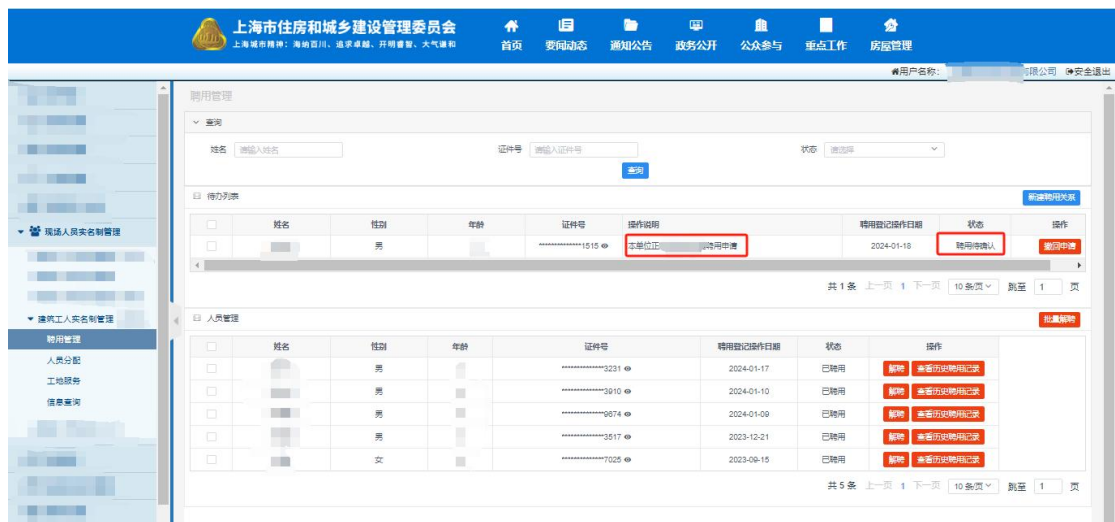 上海市住房和城乡建设管理委员会
上海城市精神：海纳百川、追求卓越、开明睿智、大气谦和
首页 要闻动态 通知公告 政务公开 公众参与 重点工作 房屋管理
用户名称： 有限公司 安全退出
聘用管理
查询
姓名 请输入姓名 证件号 请输入证件号 状态 请选择
查询
待办列表 新建聘用关系
姓名 性别 年龄 证件号 操作说明 聘用登记操作日期 状态 操作
男 **************1515 本单位正 聘用申请 2024-01-18 聘用待确认 撤回申请
共 1 条 上一页 1 下一页 10 条/页 跳至 1 页
现场人员实名制管理
建筑工人实名制管理
聘用管理
人员分配
工地服务
信息查询
人员管理 批量解聘
姓名 性别 年龄 证件号 聘用登记操作日期 状态 操作
男 **************3231 2024-01-17 已聘用 解聘 查看历史聘用记录
男 **************3910 2024-01-10 已聘用 解聘 查看历史聘用记录
男 **************9674 2024-01-09 已聘用 解聘 查看历史聘用记录
男 **************3517 2023-12-21 已聘用 解聘 查看历史聘用记录
女 **************7025 2023-09-15 已聘用 解聘 查看历史聘用记录
共 5 条 上一页 1 下一页 10 条/页 跳至 1 页